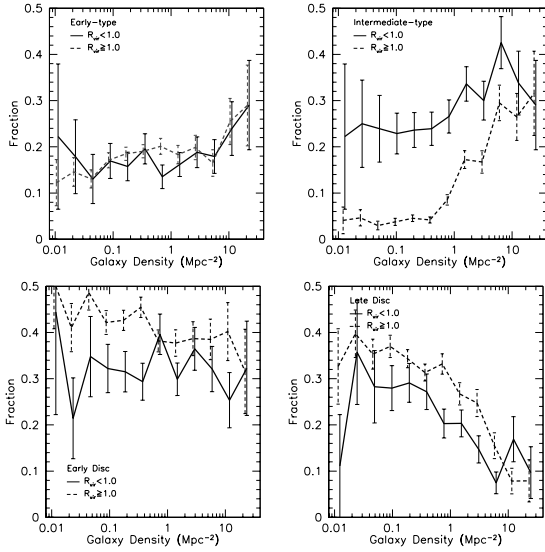 Early-type
R_vir<1.0
R_vir≧1.0
Fraction
0.5
0.4
0.3
0.2
0.1
0
0.01 0.1 1 10
Galaxy Density (Mpc⁻²)
Intermediate-type
R_vir<1.0
R_vir≧1.0
Fraction
0.5
0.4
0.3
0.2
0.1
0
0.01 0.1 1 10
Galaxy Density (Mpc⁻²)
Early Disc
R_vir<1.0
R_vir≧1.0
Fraction
0.5
0.4
0.3
0.2
0.1
0
0.01 0.1 1 10
Galaxy Density (Mpc⁻²)
Late Disc
R_vir<1.0
R_vir≧1.0
Fraction
0.5
0.4
0.3
0.2
0.1
0
0.01 0.1 1 10
Galaxy Density (Mpc⁻²)